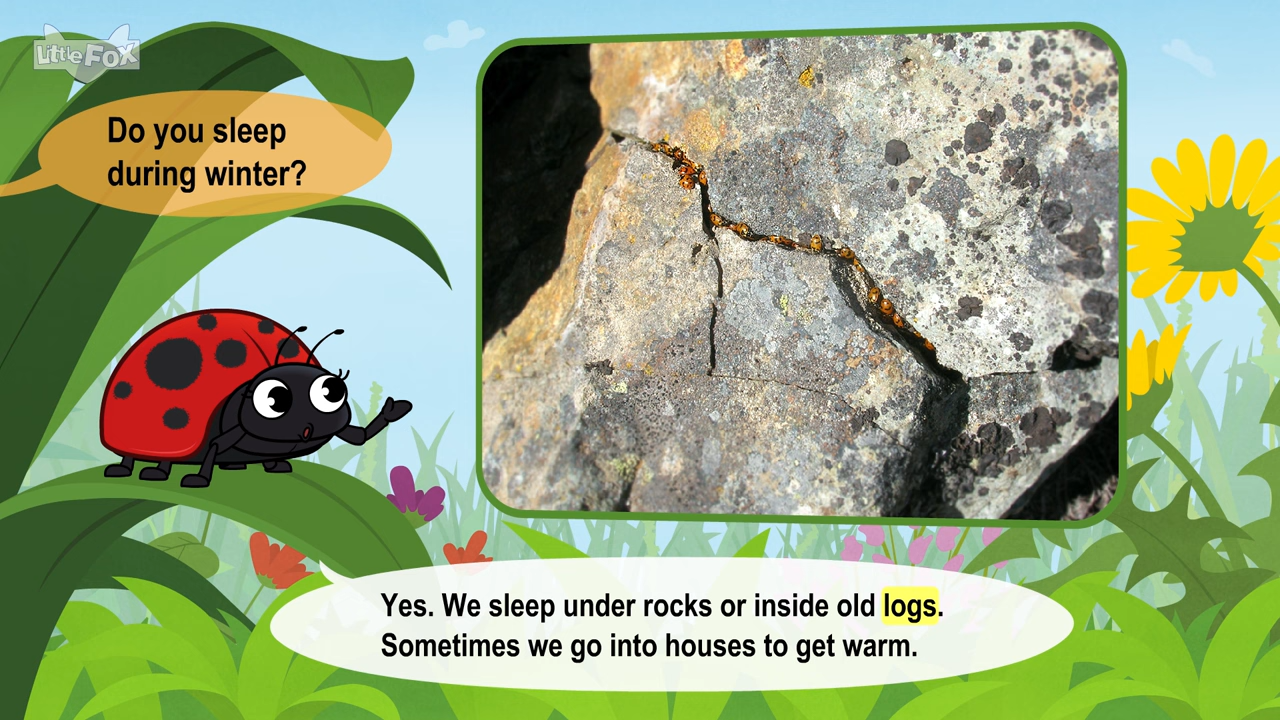 Little Fox
Do you sleep
during winter?
Yes. We sleep under rocks or inside old logs.
Sometimes we go into houses to get warm.